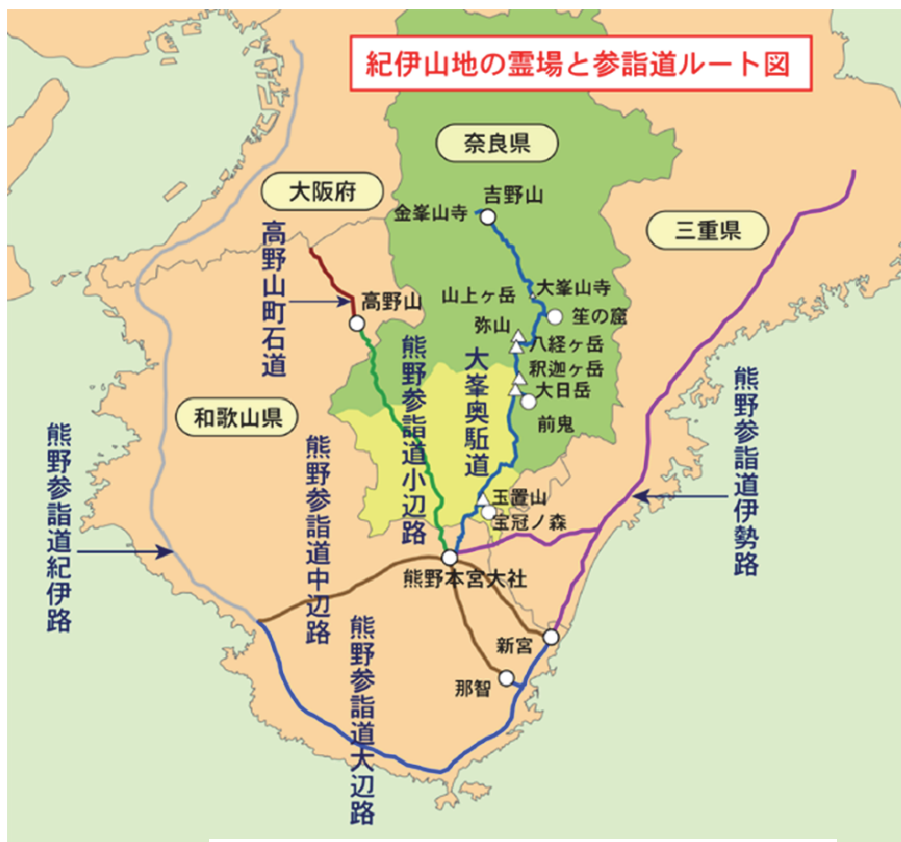 紀伊山地の霊場と参詣道ルート図
奈良県
大阪府
三重県
和歌山県
吉野山
金峯山寺
高野山町石道
高野山
山上ヶ岳
大峯山寺
笙の窟
弥山
八経ヶ岳
釈迦ヶ岳
大日岳
前鬼
熊野参詣道小辺路
大峯奥駈道
熊野参詣道伊勢路
熊野参詣道紀伊路
熊野参詣道中辺路
玉置山
宝冠ノ森
熊野本宮大社
新宮
那智
熊野参詣道大辺路